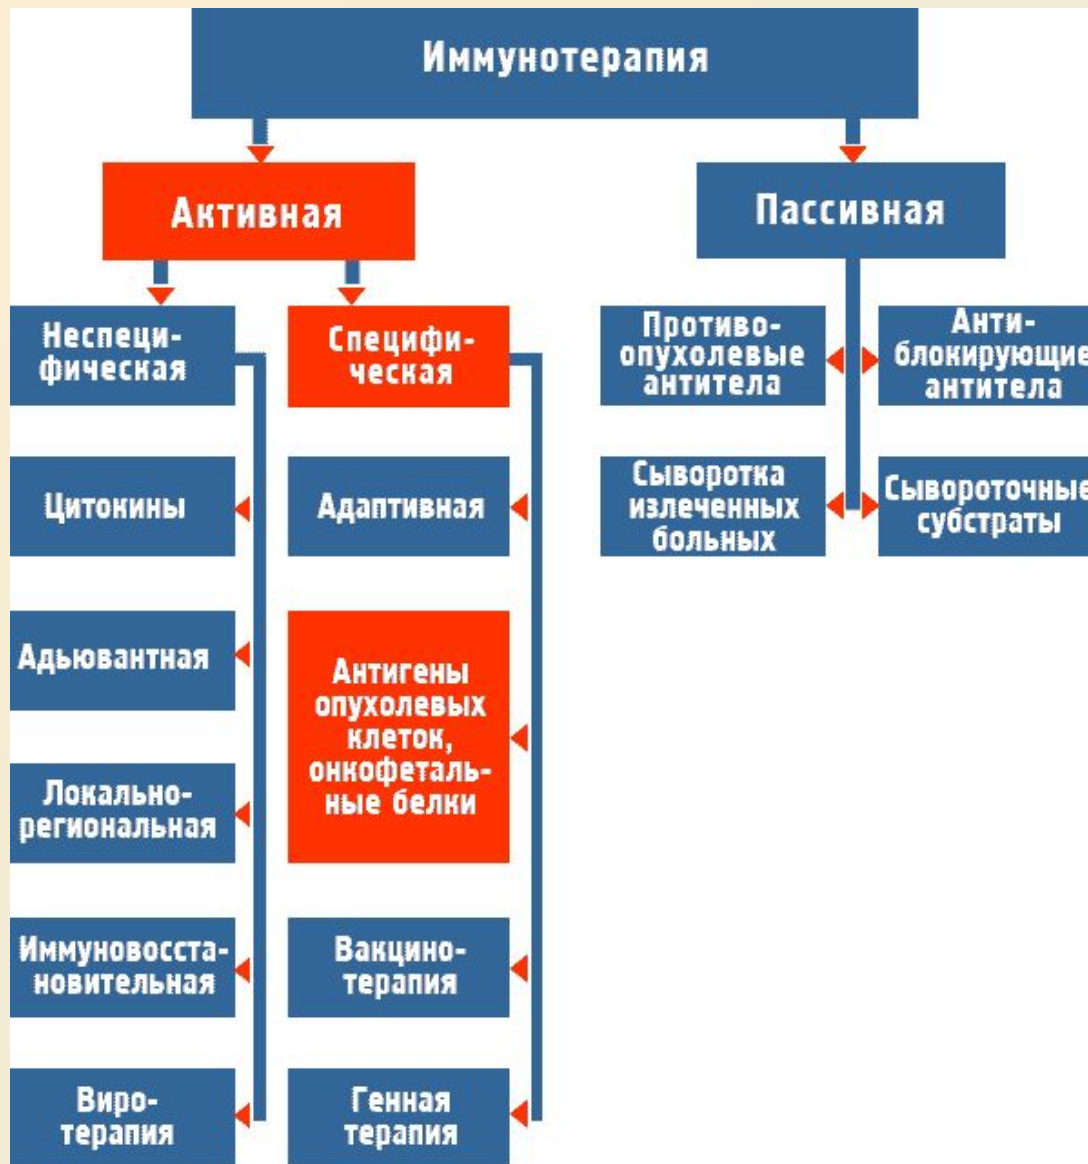 Иммунотерапия
Активная
Пассивная
Неспеци-
фическая
Специфи-
ческая
Противо-
опухолевые
антитела
Анти-
блокирующие
антитела
Цитокины
Адаптивная
Сыворотка
излеченных
больных
Сывороточные
субстраты
Адьювантная
Антигены
опухолевых
клеток,
онкофеталь-
ные белки
Локально-
региональная
Иммуновосста-
новительная
Вакцино-
терапия
Виро-
терапия
Генная
терапия